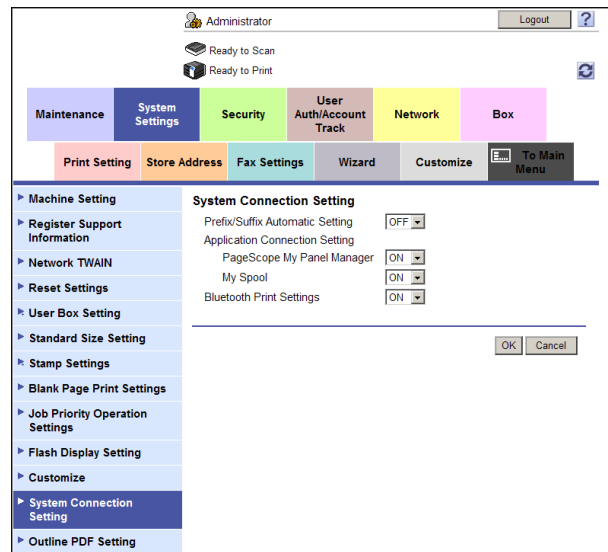 Administrator
Logout
?
Ready to Scan
Ready to Print
Maintenance
System
Settings
Security
User
Auth/Account
Track
Network
Box
Print Setting
Store Address
Fax Settings
Wizard
Customize
To Main
Menu
Machine Setting
Register Support
Information
Network TWAIN
Reset Settings
User Box Setting
Standard Size Setting
Stamp Settings
Blank Page Print Settings
Job Priority Operation
Settings
Flash Display Setting
Customize
System Connection
Setting
Outline PDF Setting
System Connection Setting
Prefix/Suffix Automatic Setting OFF
Application Connection Setting
PageScope My Panel Manager ON
My Spool ON
Bluetooth Print Settings ON
OK Cancel